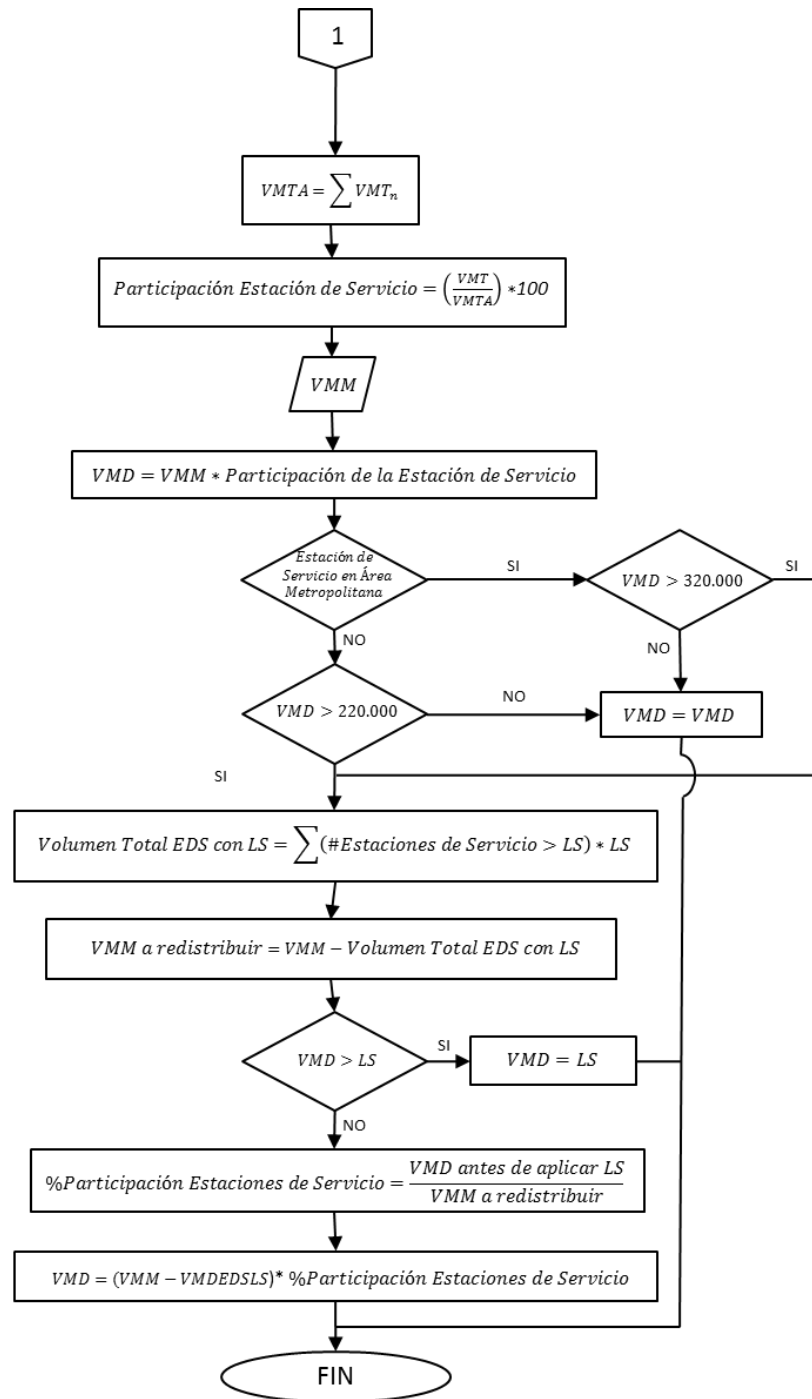 1
VMTA = ∑ VMTₙ
Participación Estación de Servicio = (VMT/VMTA) *100
VMM
VMD = VMM * Participación de la Estación de Servicio
Estación de
Servicio en Área
Metropolitana
SI
VMD > 320.000
SI
NO
NO
VMD > 220.000
NO
VMD = VMD
SI
Volumen Total EDS con LS = ∑(#Estaciones de Servicio > LS) * LS
VMM a redistribuir = VMM − Volumen Total EDS con LS
VMD > LS
SI
VMD = LS
NO
%Participación Estaciones de Servicio = VMD antes de aplicar LS / VMM a redistribuir
VMD = (VMM − VMDEDSLS)* %Participación Estaciones de Servicio
FIN